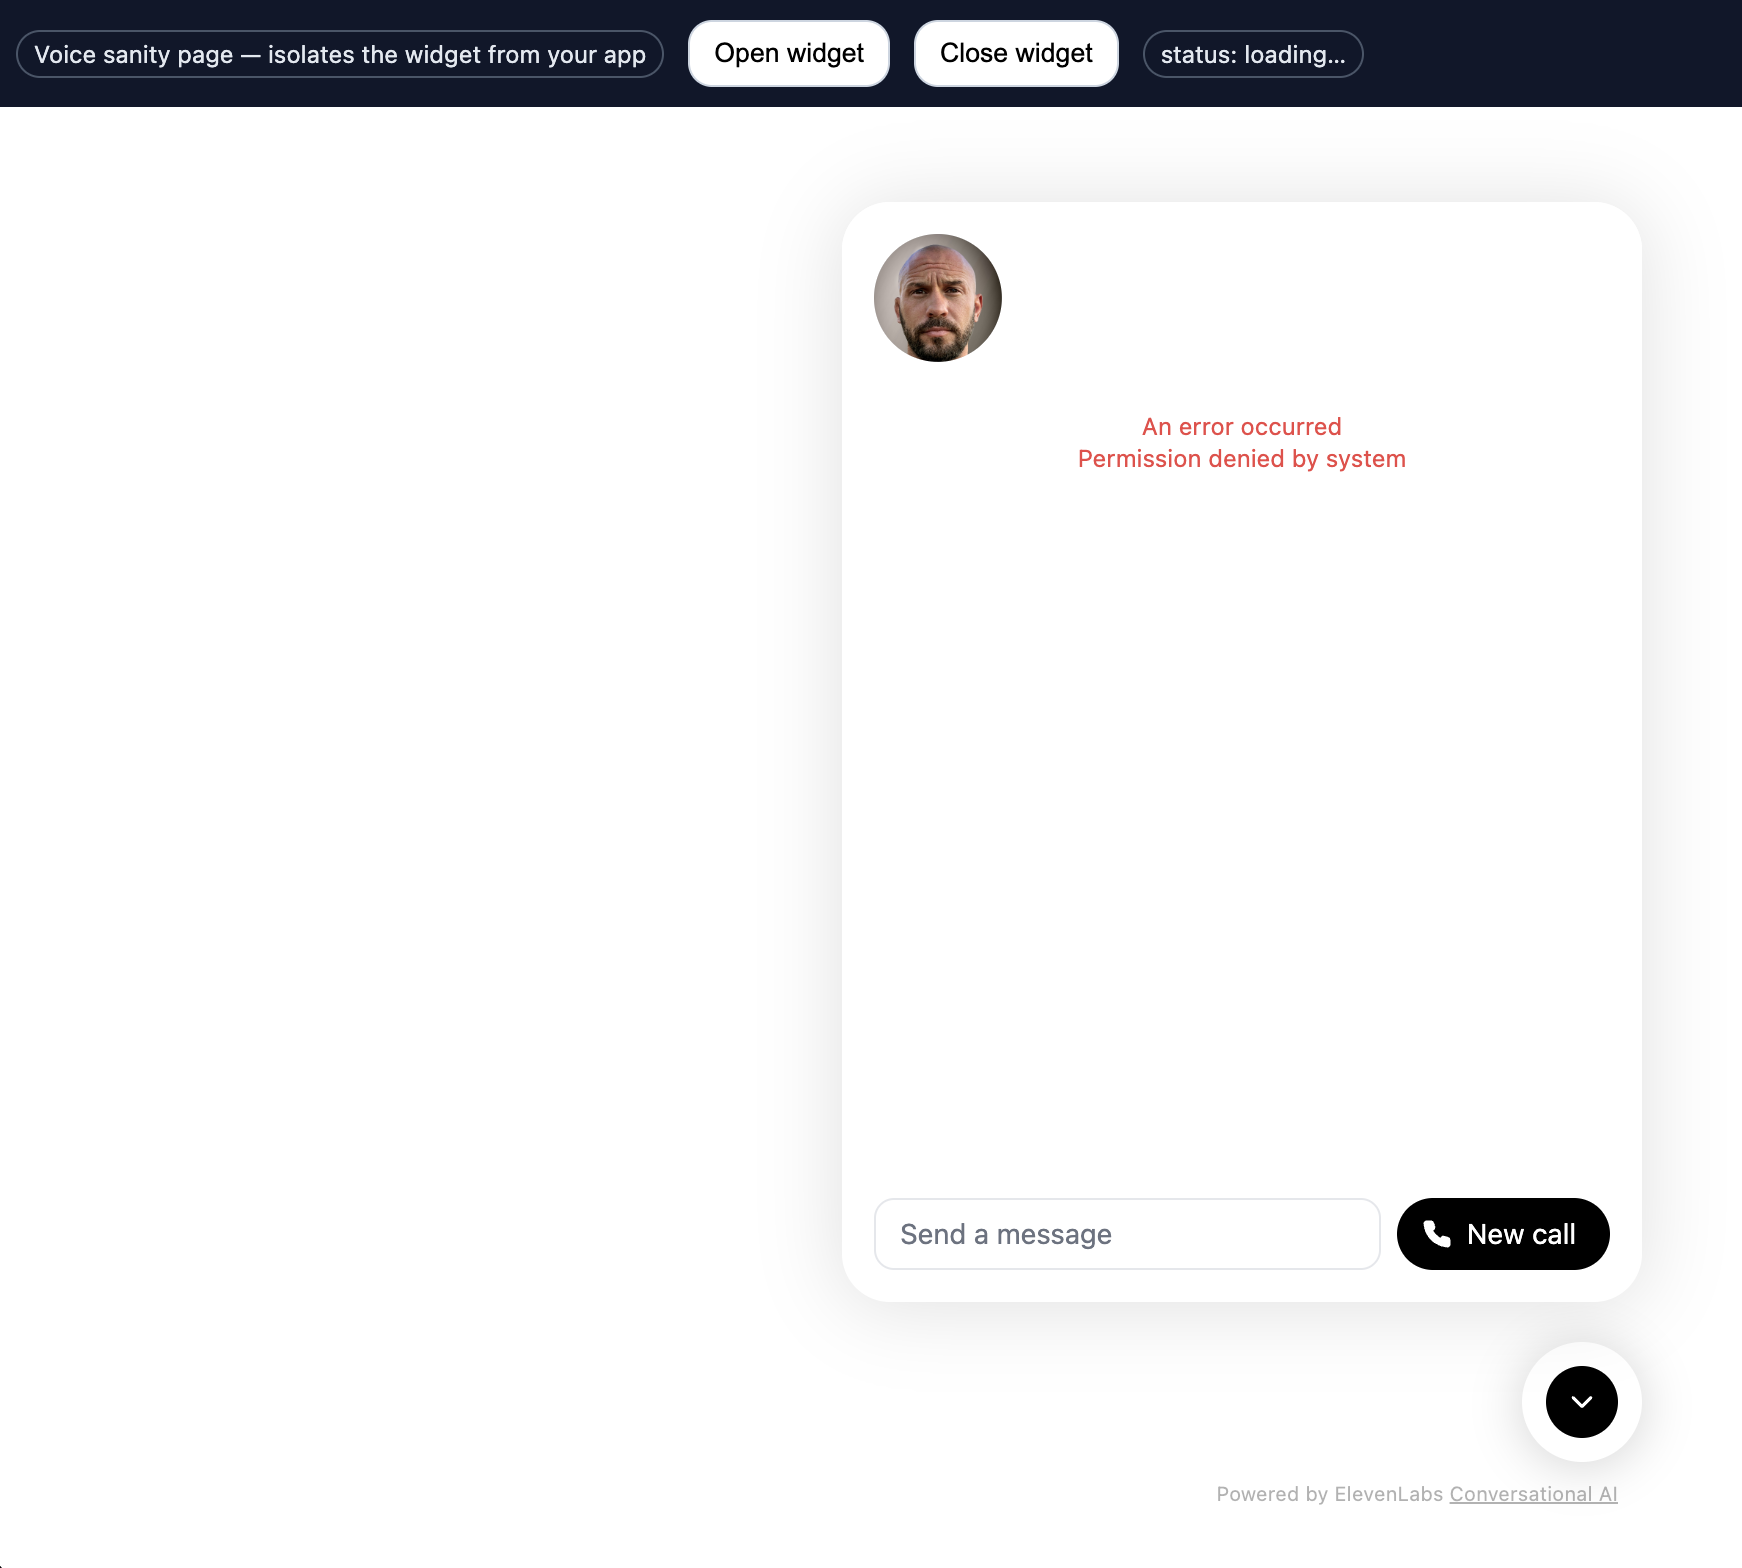 Voice sanity page — isolates the widget from your app
Open widget
Close widget
status: loading...
An error occurred
Permission denied by system
Send a message
New call
Powered by ElevenLabs Conversational AI